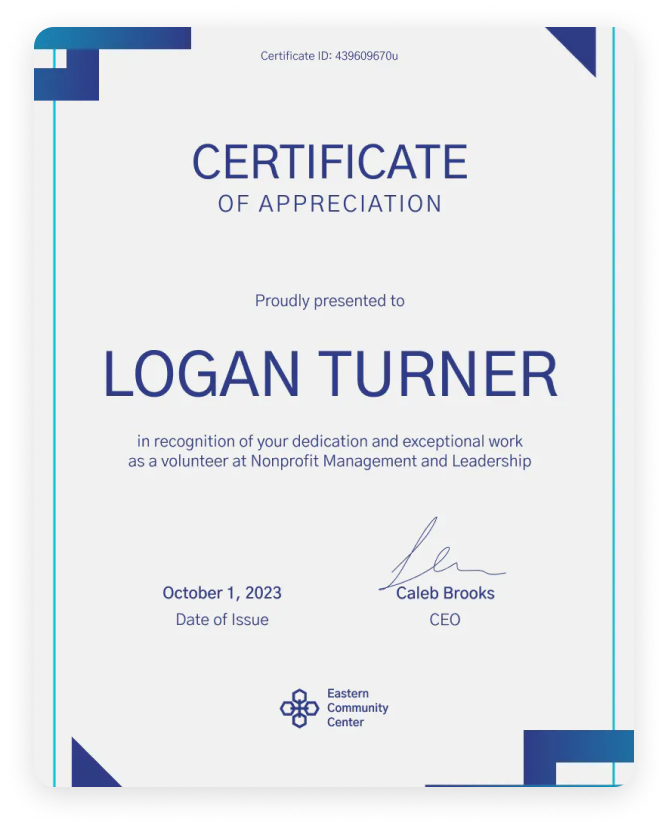 Certificate ID: 439609670u
CERTIFICATE
OF APPRECIATION
Proudly presented to
LOGAN TURNER
in recognition of your dedication and exceptional work
as a volunteer at Nonprofit Management and Leadership
October 1, 2023
Date of Issue
Caleb Brooks
CEO
Eastern
Community
Center